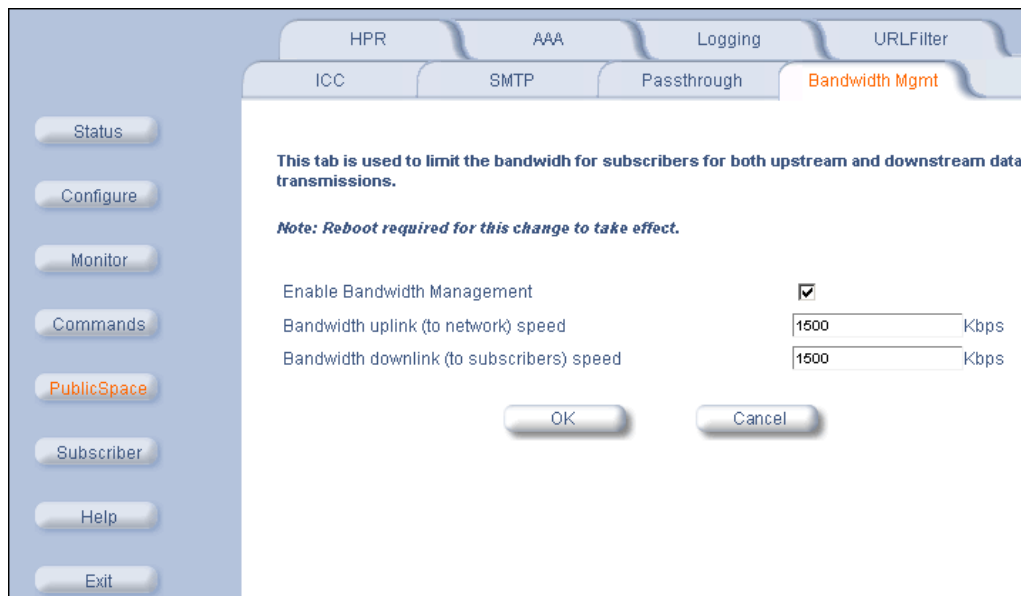 HPR AAA Logging URLFilter
ICC SMTP Passthrough Bandwidth Mgmt
Status
Configure
Monitor
Commands
PublicSpace
Subscriber
Help
Exit
This tab is used to limit the bandwidh for subscribers for both upstream and downstream data
transmissions.
Note: Reboot required for this change to take effect.
Enable Bandwidth Management
Bandwidth uplink (to network) speed 1500 Kbps
Bandwidth downlink (to subscribers) speed 1500 Kbps
OK Cancel